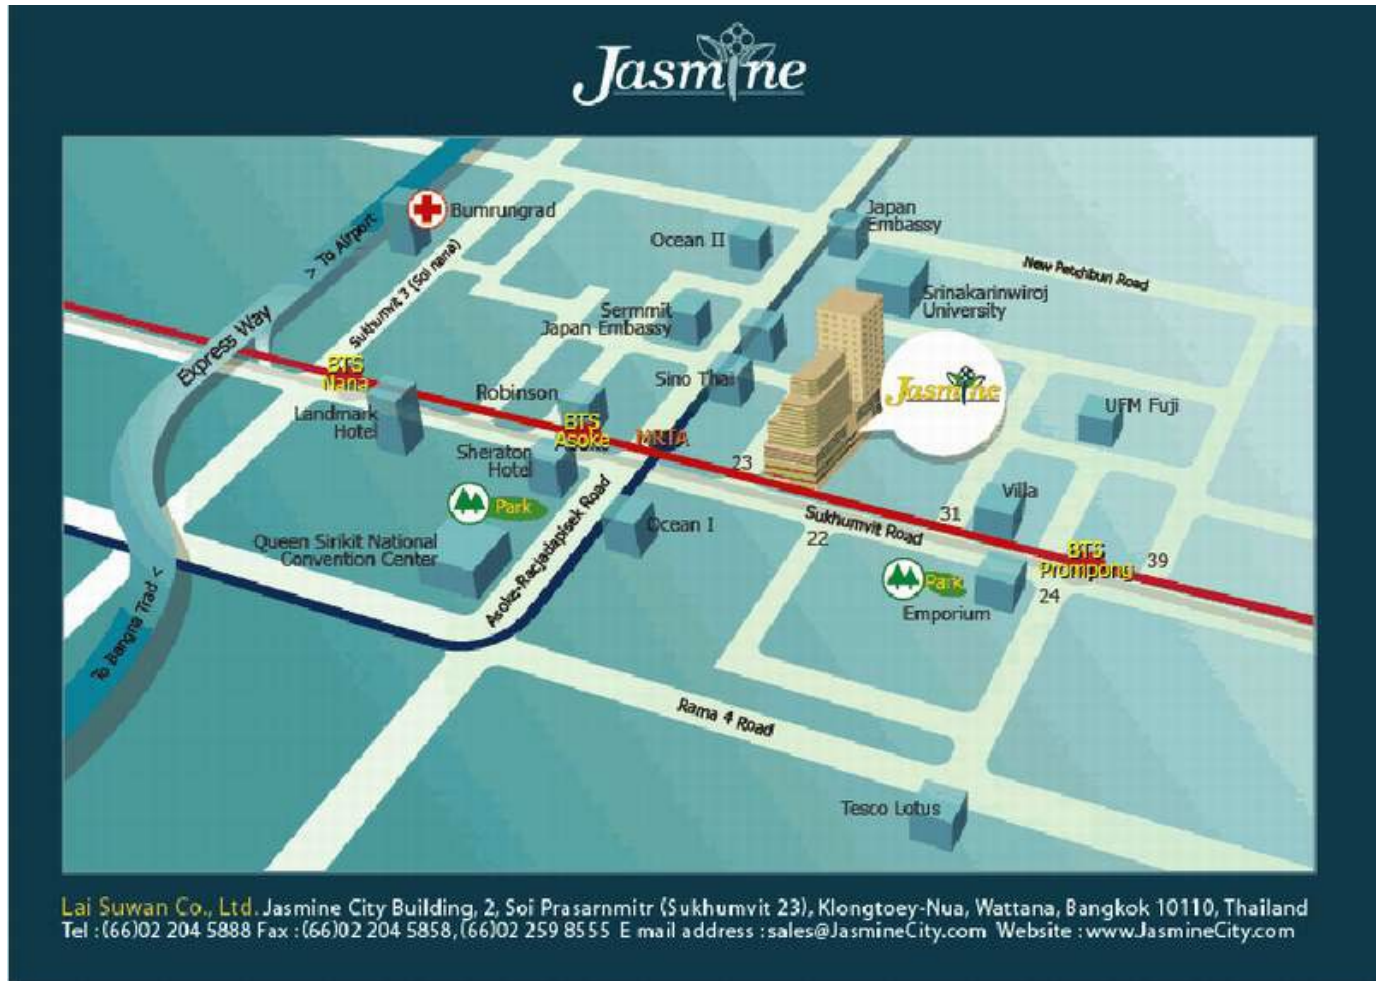 Jasmine
Bumrungrad
Japan
Embassy
Ocean II
> To Airport
Sukhumvit 3 (Soi nana)
New Petchburi Road
Srinakarinwiroj
University
Sermmit
Japan Embassy
Express Way
BTS
Nana
Robinson
Sino Thai
Jasmine
UFM Fuji
Landmark
Hotel
BTS
Asoke
MRTA
Sheraton
Hotel
23
Park
Villa
31
Sukhumvit Road
22
Ocean I
Queen Sirikit National
Convention Center
Asoke-Racjadapisek Road
BTS
Prompong
39
Park
24
Emporium
To Bangna Trad <
Rama 4 Road
Tesco Lotus
Lai Suwan Co., Ltd. Jasmine City Building, 2, Soi Prasarnmitr (Sukhumvit 23), Klongtoey-Nua, Wattana, Bangkok 10110, Thailand
Tel :(66)02 204 5888 Fax :(66)02 204 5858, (66)02 259 8555 E mail address :sales@JasmineCity.com Website :www.JasmineCity.com